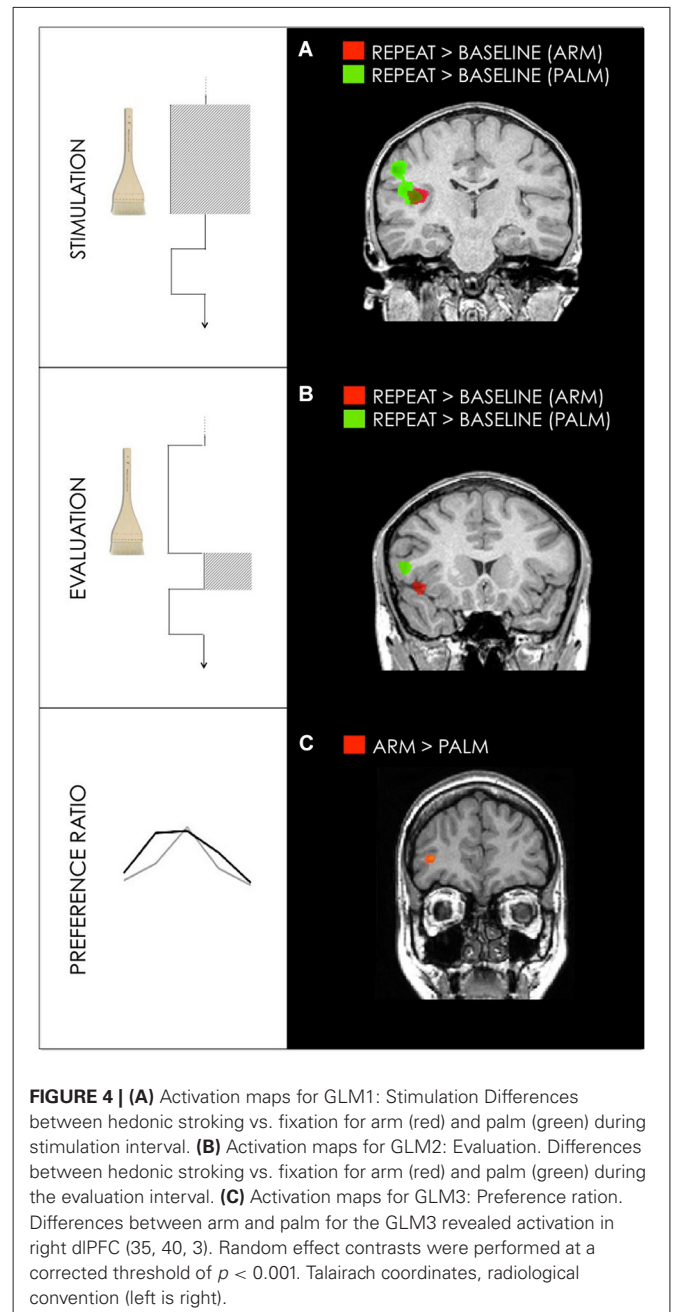 STIMULATION
A
REPEAT > BASELINE (ARM)
REPEAT > BASELINE (PALM)
EVALUATION
B
REPEAT > BASELINE (ARM)
REPEAT > BASELINE (PALM)
PREFERENCE RATIO
C
ARM > PALM
FIGURE 4 | (A) Activation maps for GLM1: Stimulation Differences
between hedonic stroking vs. fixation for arm (red) and palm (green) during
stimulation interval. (B) Activation maps for GLM2: Evaluation. Differences
between hedonic stroking vs. fixation for arm (red) and palm (green) during
the evaluation interval. (C) Activation maps for GLM3: Preference ration.
Differences between arm and palm for the GLM3 revealed activation in
right dlPFC (35, 40, 3). Random effect contrasts were performed at a
corrected threshold of p < 0.001. Talairach coordinates, radiological
convention (left is right).